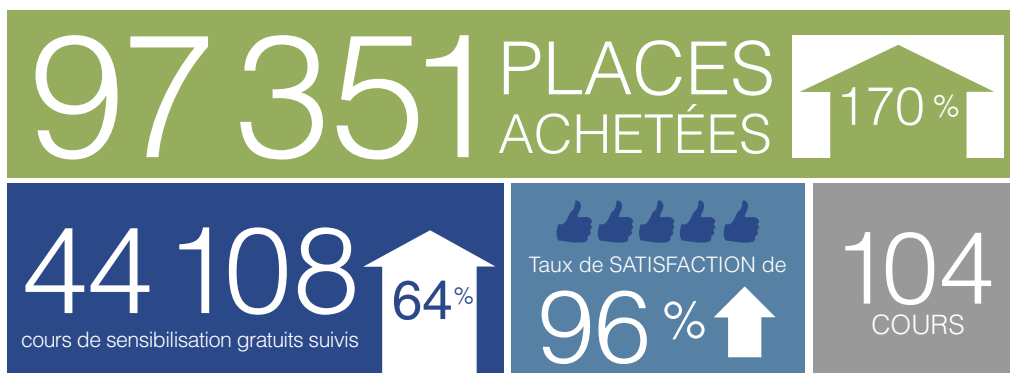 97 351 PLACES
ACHETÉES
170 %
44 108
64 %
cours de sensibilisation gratuits suivis
Taux de SATISFACTION de
96 %
104
COURS